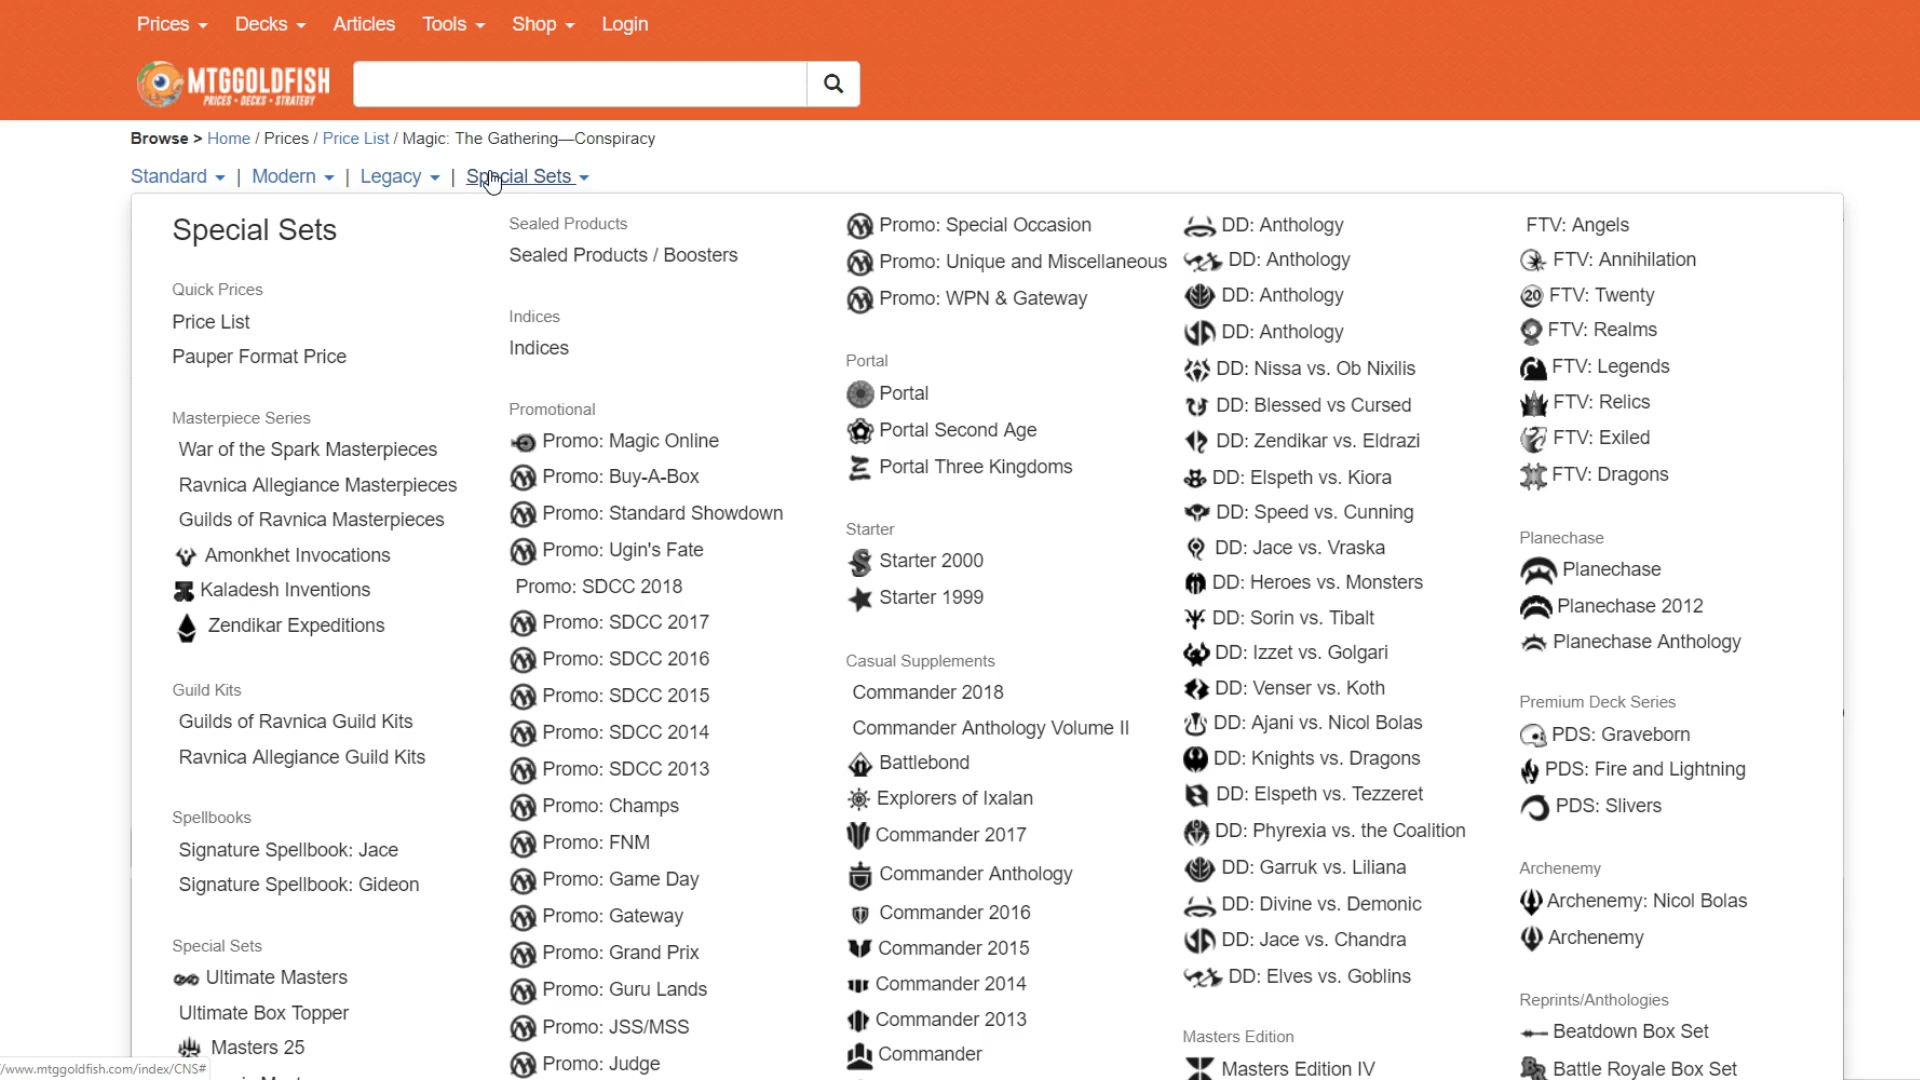 Prices
Decks
Articles
Tools
Shop
Login
MTGGOLDFISH
PRICES • DECKS • STRATEGY
Browse > Home / Prices / Price List / Magic: The Gathering—Conspiracy
Standard | Modern | Legacy | Special Sets
Special Sets
Quick Prices
Price List
Pauper Format Price
Masterpiece Series
War of the Spark Masterpieces
Ravnica Allegiance Masterpieces
Guilds of Ravnica Masterpieces
Amonkhet Invocations
Kaladesh Inventions
Zendikar Expeditions
Guild Kits
Guilds of Ravnica Guild Kits
Ravnica Allegiance Guild Kits
Spellbooks
Signature Spellbook: Jace
Signature Spellbook: Gideon
Special Sets
Ultimate Masters
Ultimate Box Topper
Masters 25
Sealed Products
Sealed Products / Boosters
Indices
Indices
Promotional
Promo: Magic Online
Promo: Buy-A-Box
Promo: Standard Showdown
Promo: Ugin's Fate
Promo: SDCC 2018
Promo: SDCC 2017
Promo: SDCC 2016
Promo: SDCC 2015
Promo: SDCC 2014
Promo: SDCC 2013
Promo: Champs
Promo: FNM
Promo: Game Day
Promo: Gateway
Promo: Grand Prix
Promo: Guru Lands
Promo: JSS/MSS
Promo: Judge
Promo: Special Occasion
Promo: Unique and Miscellaneous
Promo: WPN & Gateway
Portal
Portal
Portal Second Age
Portal Three Kingdoms
Starter
Starter 2000
Starter 1999
Casual Supplements
Commander 2018
Commander Anthology Volume II
Battlebond
Explorers of Ixalan
Commander 2017
Commander Anthology
Commander 2016
Commander 2015
Commander 2014
Commander 2013
Commander
DD: Anthology
DD: Anthology
DD: Anthology
DD: Anthology
DD: Nissa vs. Ob Nixilis
DD: Blessed vs Cursed
DD: Zendikar vs. Eldrazi
DD: Elspeth vs. Kiora
DD: Speed vs. Cunning
DD: Jace vs. Vraska
DD: Heroes vs. Monsters
DD: Sorin vs. Tibalt
DD: Izzet vs. Golgari
DD: Venser vs. Koth
DD: Ajani vs. Nicol Bolas
DD: Knights vs. Dragons
DD: Elspeth vs. Tezzeret
DD: Phyrexia vs. the Coalition
DD: Garruk vs. Liliana
DD: Divine vs. Demonic
DD: Jace vs. Chandra
DD: Elves vs. Goblins
Masters Edition
Masters Edition IV
FTV: Angels
FTV: Annihilation
20 FTV: Twenty
FTV: Realms
FTV: Legends
FTV: Relics
FTV: Exiled
FTV: Dragons
Planechase
Planechase
Planechase 2012
Planechase Anthology
Premium Deck Series
PDS: Graveborn
PDS: Fire and Lightning
PDS: Slivers
Archenemy
Archenemy: Nicol Bolas
Archenemy
Reprints/Anthologies
Beatdown Box Set
Battle Royale Box Set
/www.mtggoldfish.com/index/CNS#